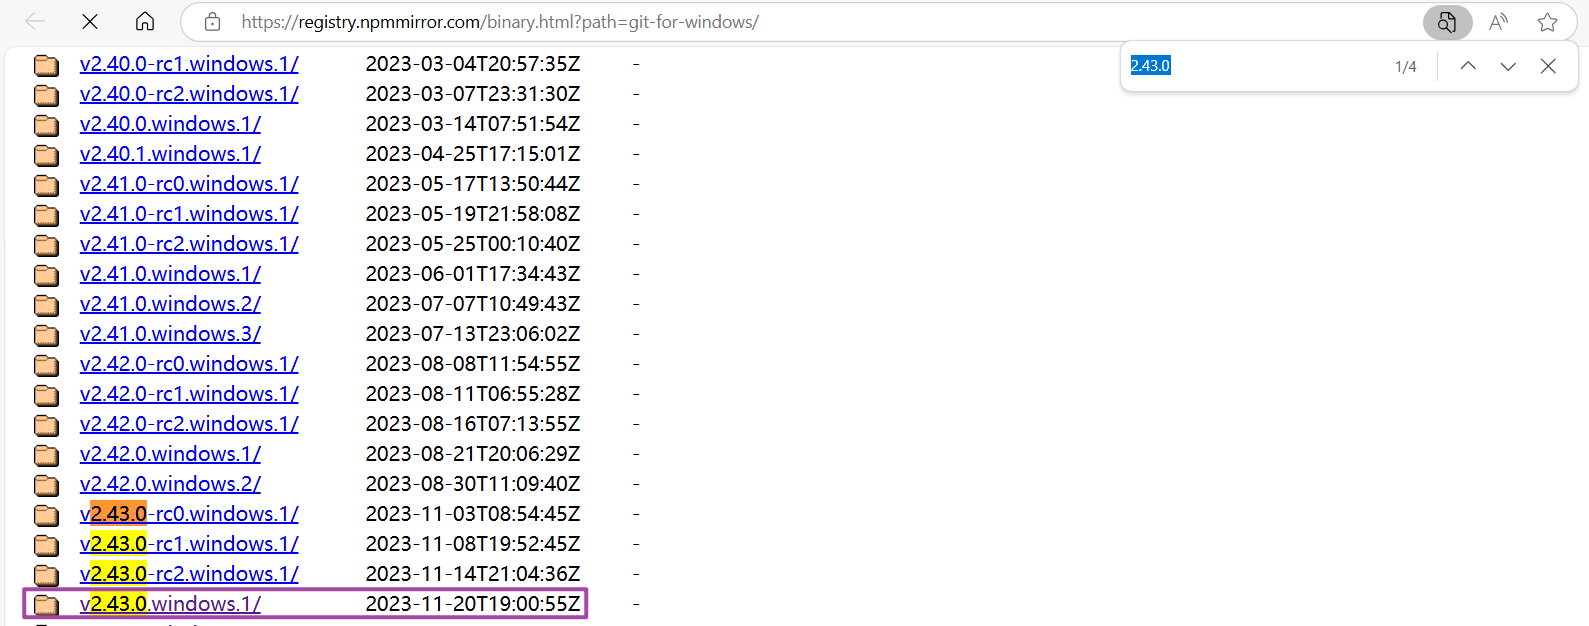 https://registry.npmmirror.com/binary.html?path=git-for-windows/
2.43.0 1/4
v2.40.0-rc1.windows.1/ 2023-03-04T20:57:35Z -
v2.40.0-rc2.windows.1/ 2023-03-07T23:31:30Z -
v2.40.0.windows.1/ 2023-03-14T07:51:54Z -
v2.40.1.windows.1/ 2023-04-25T17:15:01Z -
v2.41.0-rc0.windows.1/ 2023-05-17T13:50:44Z -
v2.41.0-rc1.windows.1/ 2023-05-19T21:58:08Z -
v2.41.0-rc2.windows.1/ 2023-05-25T00:10:40Z -
v2.41.0.windows.1/ 2023-06-01T17:34:43Z -
v2.41.0.windows.2/ 2023-07-07T10:49:43Z -
v2.41.0.windows.3/ 2023-07-13T23:06:02Z -
v2.42.0-rc0.windows.1/ 2023-08-08T11:54:55Z -
v2.42.0-rc1.windows.1/ 2023-08-11T06:55:28Z -
v2.42.0-rc2.windows.1/ 2023-08-16T07:13:55Z -
v2.42.0.windows.1/ 2023-08-21T20:06:29Z -
v2.42.0.windows.2/ 2023-08-30T11:09:40Z -
v2.43.0-rc0.windows.1/ 2023-11-03T08:54:45Z -
v2.43.0-rc1.windows.1/ 2023-11-08T19:52:45Z -
v2.43.0-rc2.windows.1/ 2023-11-14T21:04:36Z -
v2.43.0.windows.1/ 2023-11-20T19:00:55Z -